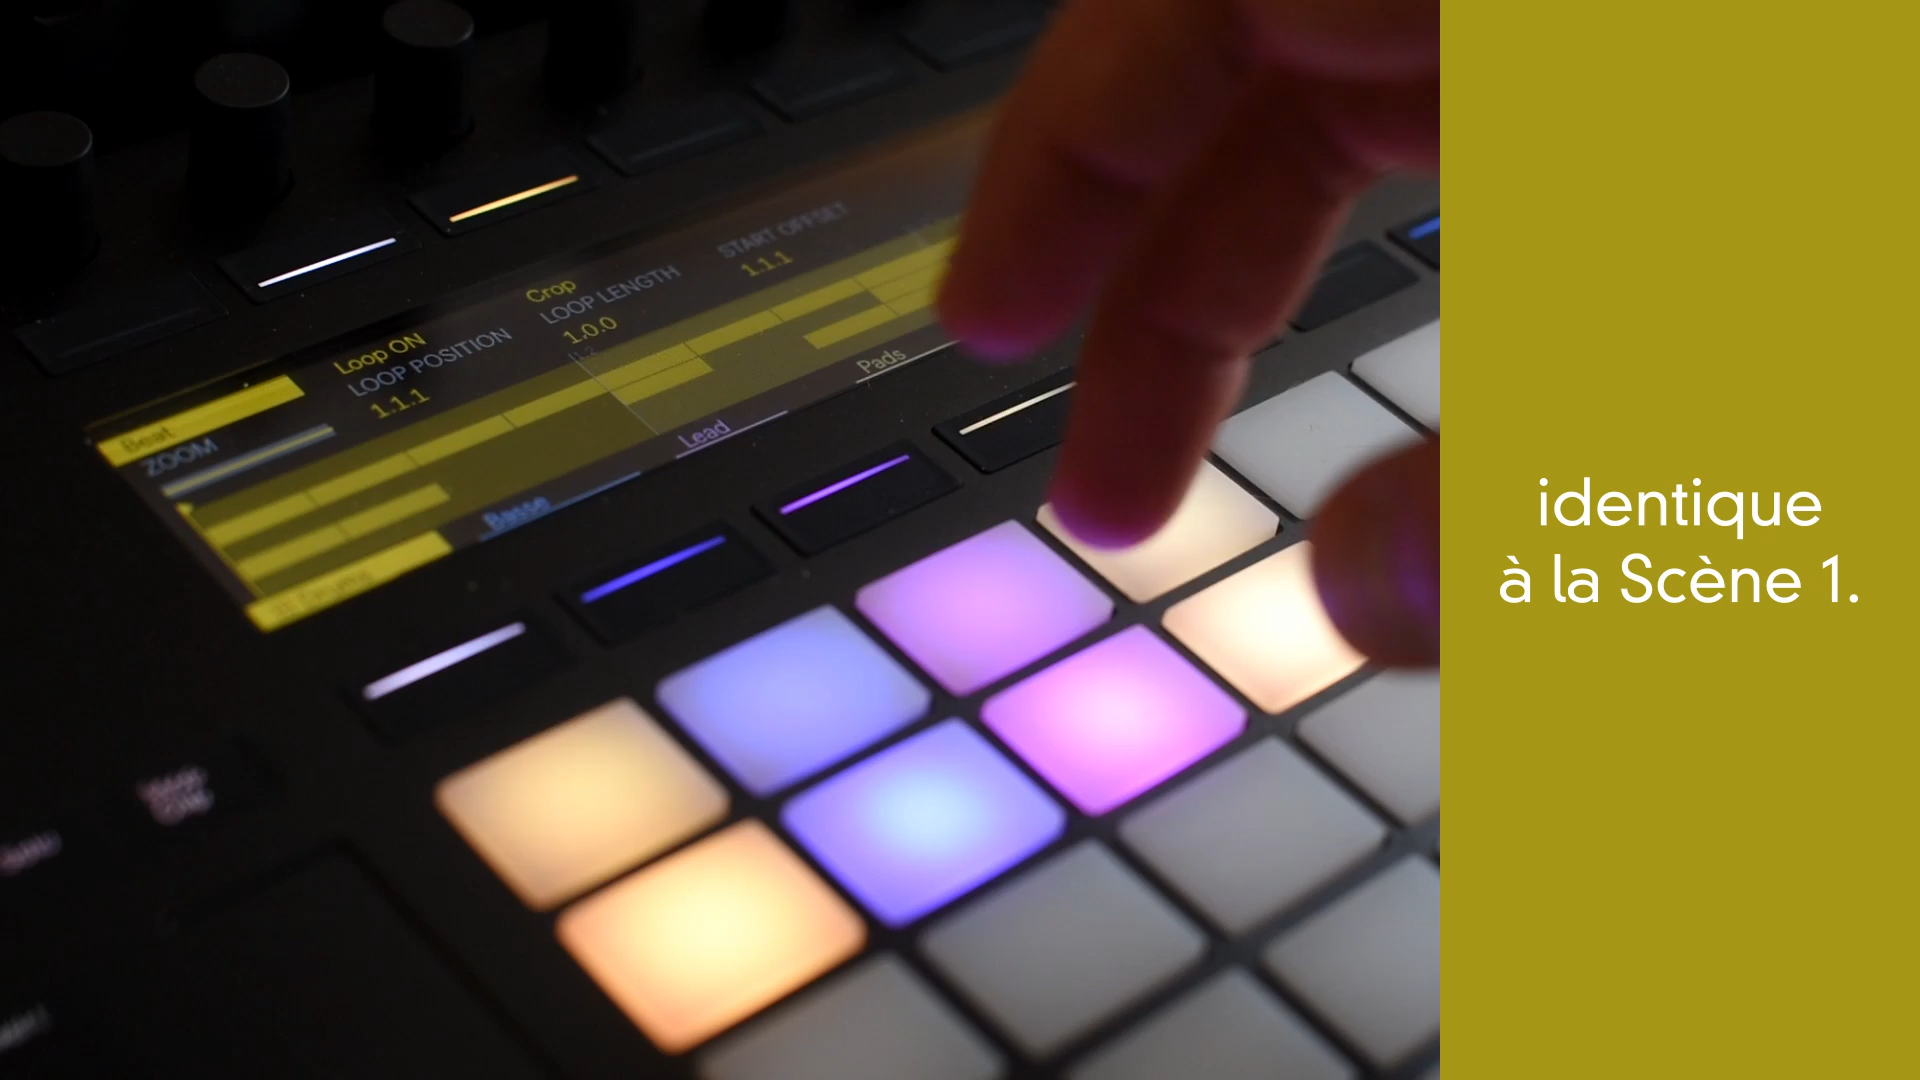 START OFFSET
1.1.1
Crop
LOOP LENGTH
1.0.0
Loop ON
LOOP POSITION
1.1.1
Beat
ZOOM
Pads
Lead
Basse
identique
à la Scène 1.